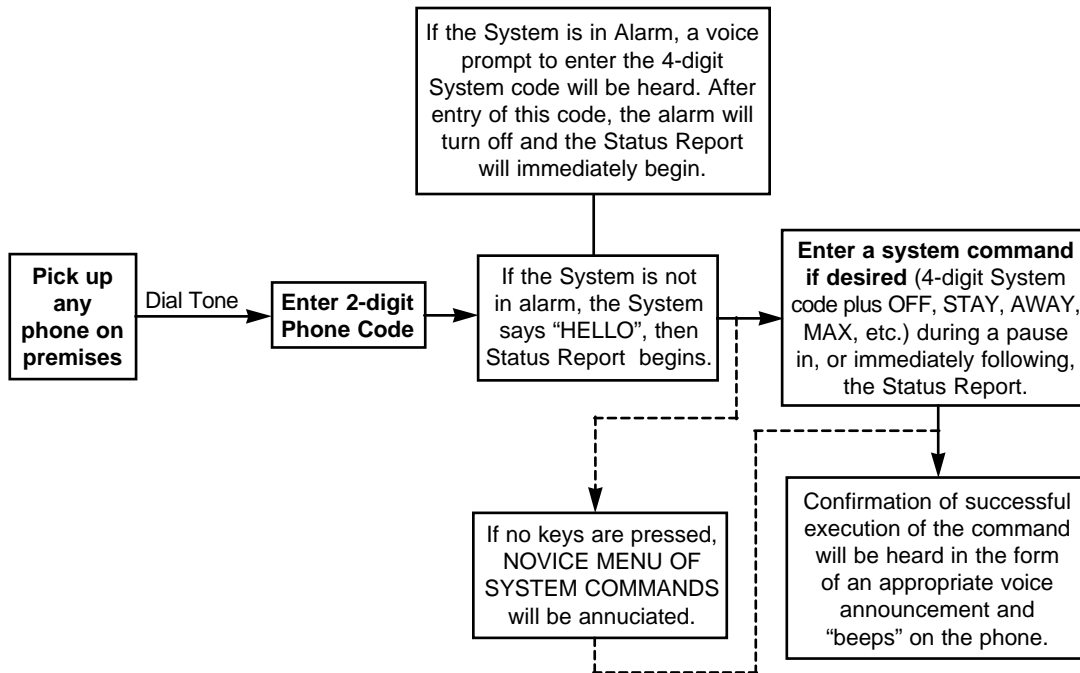 If the System is in Alarm, a voice
prompt to enter the 4-digit
System code will be heard. After
entry of this code, the alarm will
turn off and the Status Report
will immediately begin.
Pick up
any
phone on
premises
Dial Tone
Enter 2-digit
Phone Code
If the System is not
in alarm, the System
says “HELLO”, then
Status Report begins.
Enter a system command
if desired (4-digit System
code plus OFF, STAY, AWAY,
MAX, etc.) during a pause
in, or immediately following,
the Status Report.
If no keys are pressed,
NOVICE MENU OF
SYSTEM COMMANDS
will be annuciated.
Confirmation of successful
execution of the command
will be heard in the form
of an appropriate voice
announcement and
“beeps” on the phone.